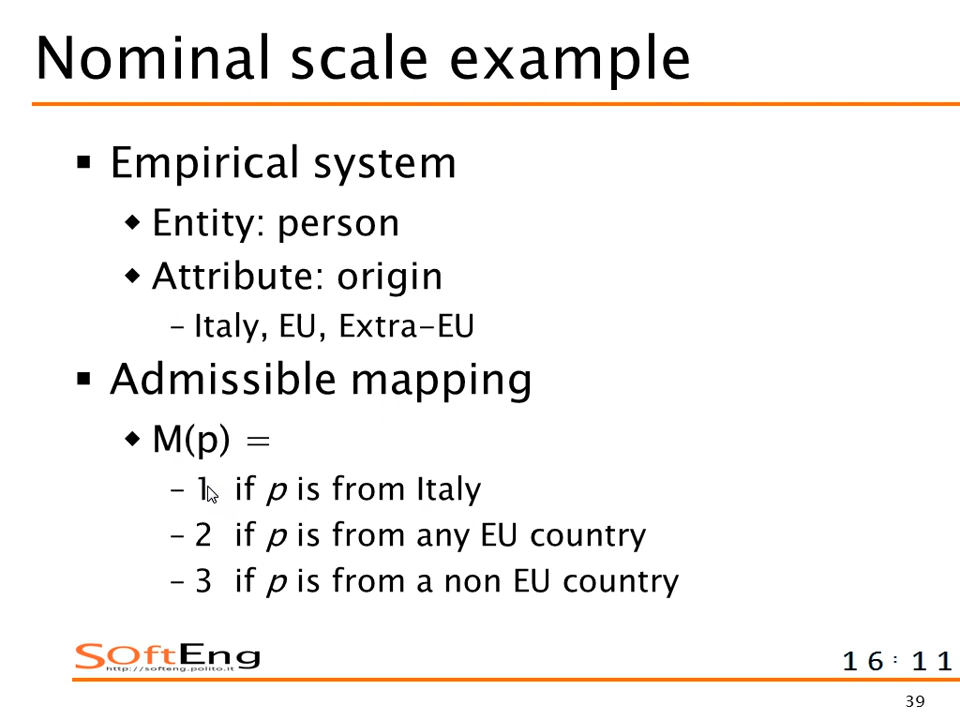 Nominal scale example
▪ Empirical system
◆ Entity: person
◆ Attribute: origin
– Italy, EU, Extra-EU
▪ Admissible mapping
◆ M(p) =
– 1 if p is from Italy
– 2 if p is from any EU country
– 3 if p is from a non EU country
SOftEng
http://softeng.polito.it
16:11
39